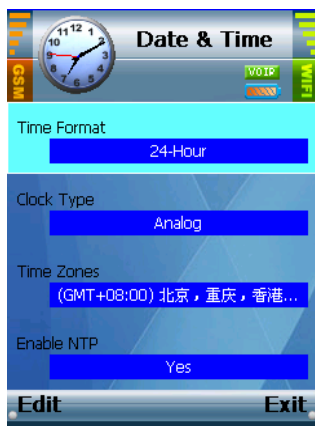 Date & Time
GSM
VOIP
WIFI
Time Format
24-Hour
Clock Type
Analog
Time Zones
(GMT+08:00) 北京，重庆，香港...
Enable NTP
Yes
Edit Exit